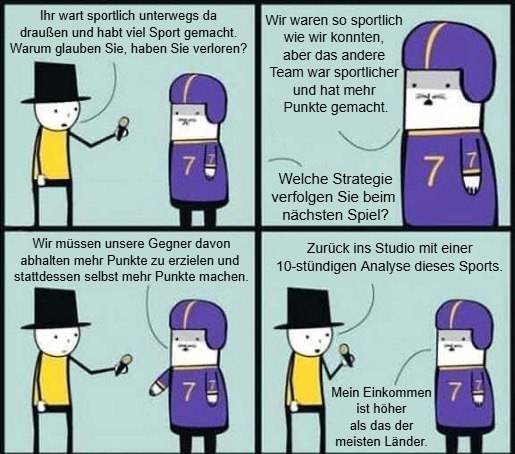 Ihr wart sportlich unterwegs da
draußen und habt viel Sport gemacht.
Warum glauben Sie, haben Sie verloren?
7
7
Wir waren so sportlich
wie wir konnten,
aber das andere
Team war sportlicher
und hat mehr
Punkte gemacht.
7
7
Welche Strategie
verfolgen Sie beim
nächsten Spiel?
Wir müssen unsere Gegner davon
abhalten mehr Punkte zu erzielen und
stattdessen selbst mehr Punkte machen.
7
7
Zurück ins Studio mit einer
10-stündigen Analyse dieses Sports.
7
7
Mein Einkommen
ist höher
als das der
meisten Länder.